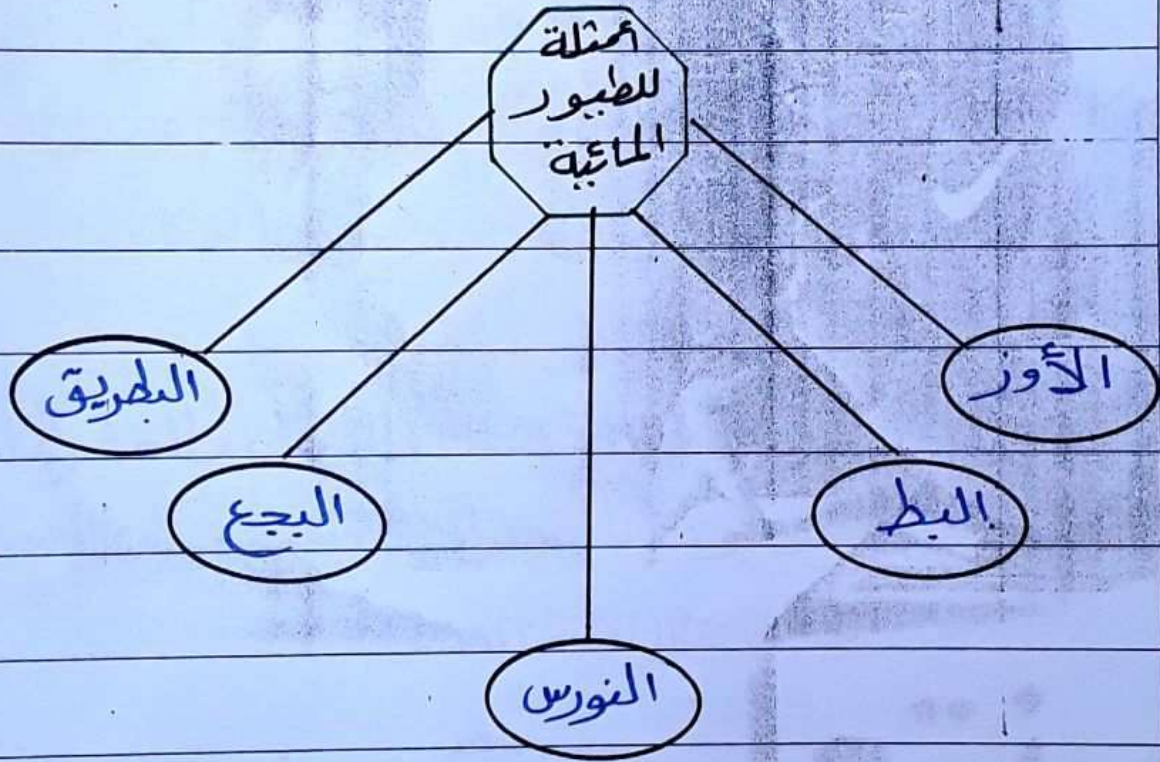 أمثلة
للطيور
المائية
الأوز
البط
النورس
البجع
البطريق